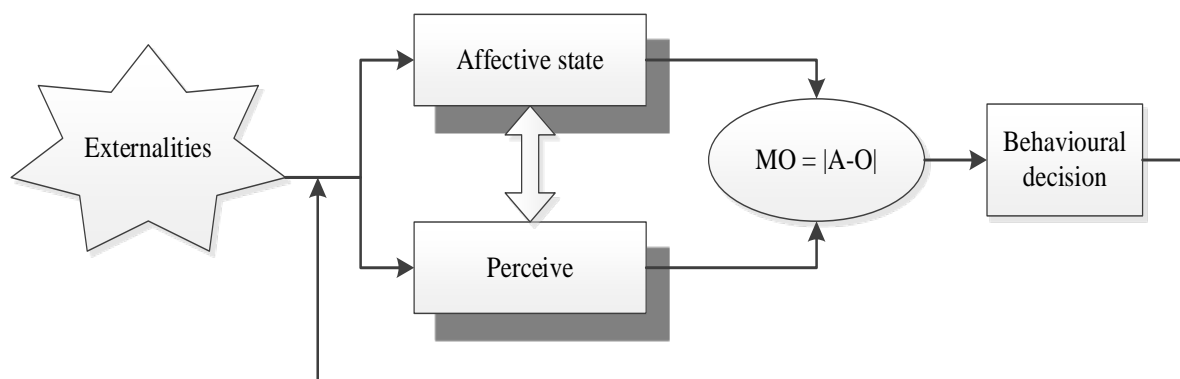 Externalities
Affective state
Perceive
MO = |A-O|
Behavioural
decision